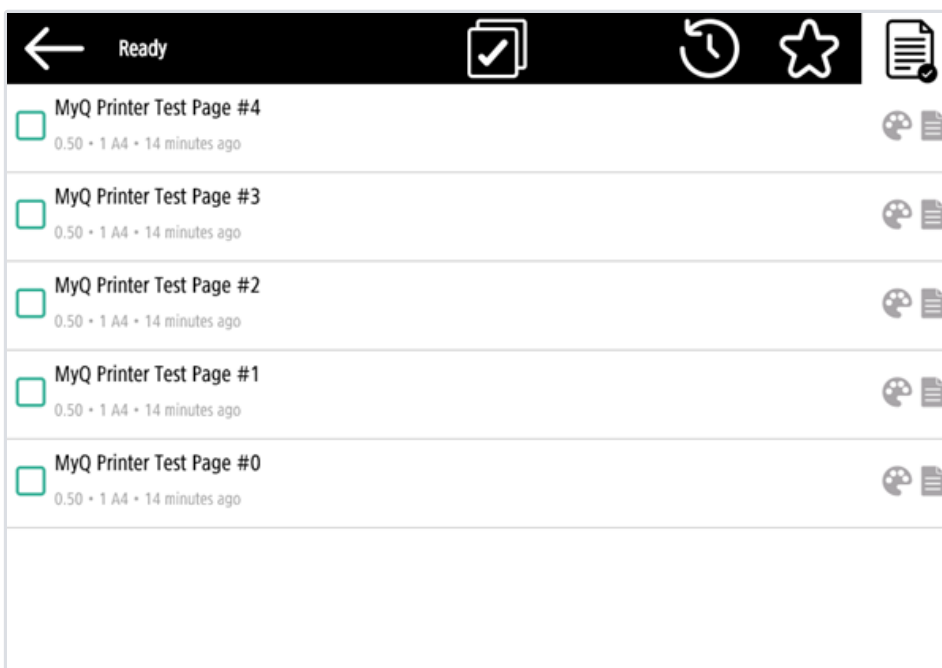 Ready
MyQ Printer Test Page #4
0.50 • 1 A4 • 14 minutes ago
MyQ Printer Test Page #3
0.50 • 1 A4 • 14 minutes ago
MyQ Printer Test Page #2
0.50 • 1 A4 • 14 minutes ago
MyQ Printer Test Page #1
0.50 • 1 A4 • 14 minutes ago
MyQ Printer Test Page #0
0.50 • 1 A4 • 14 minutes ago